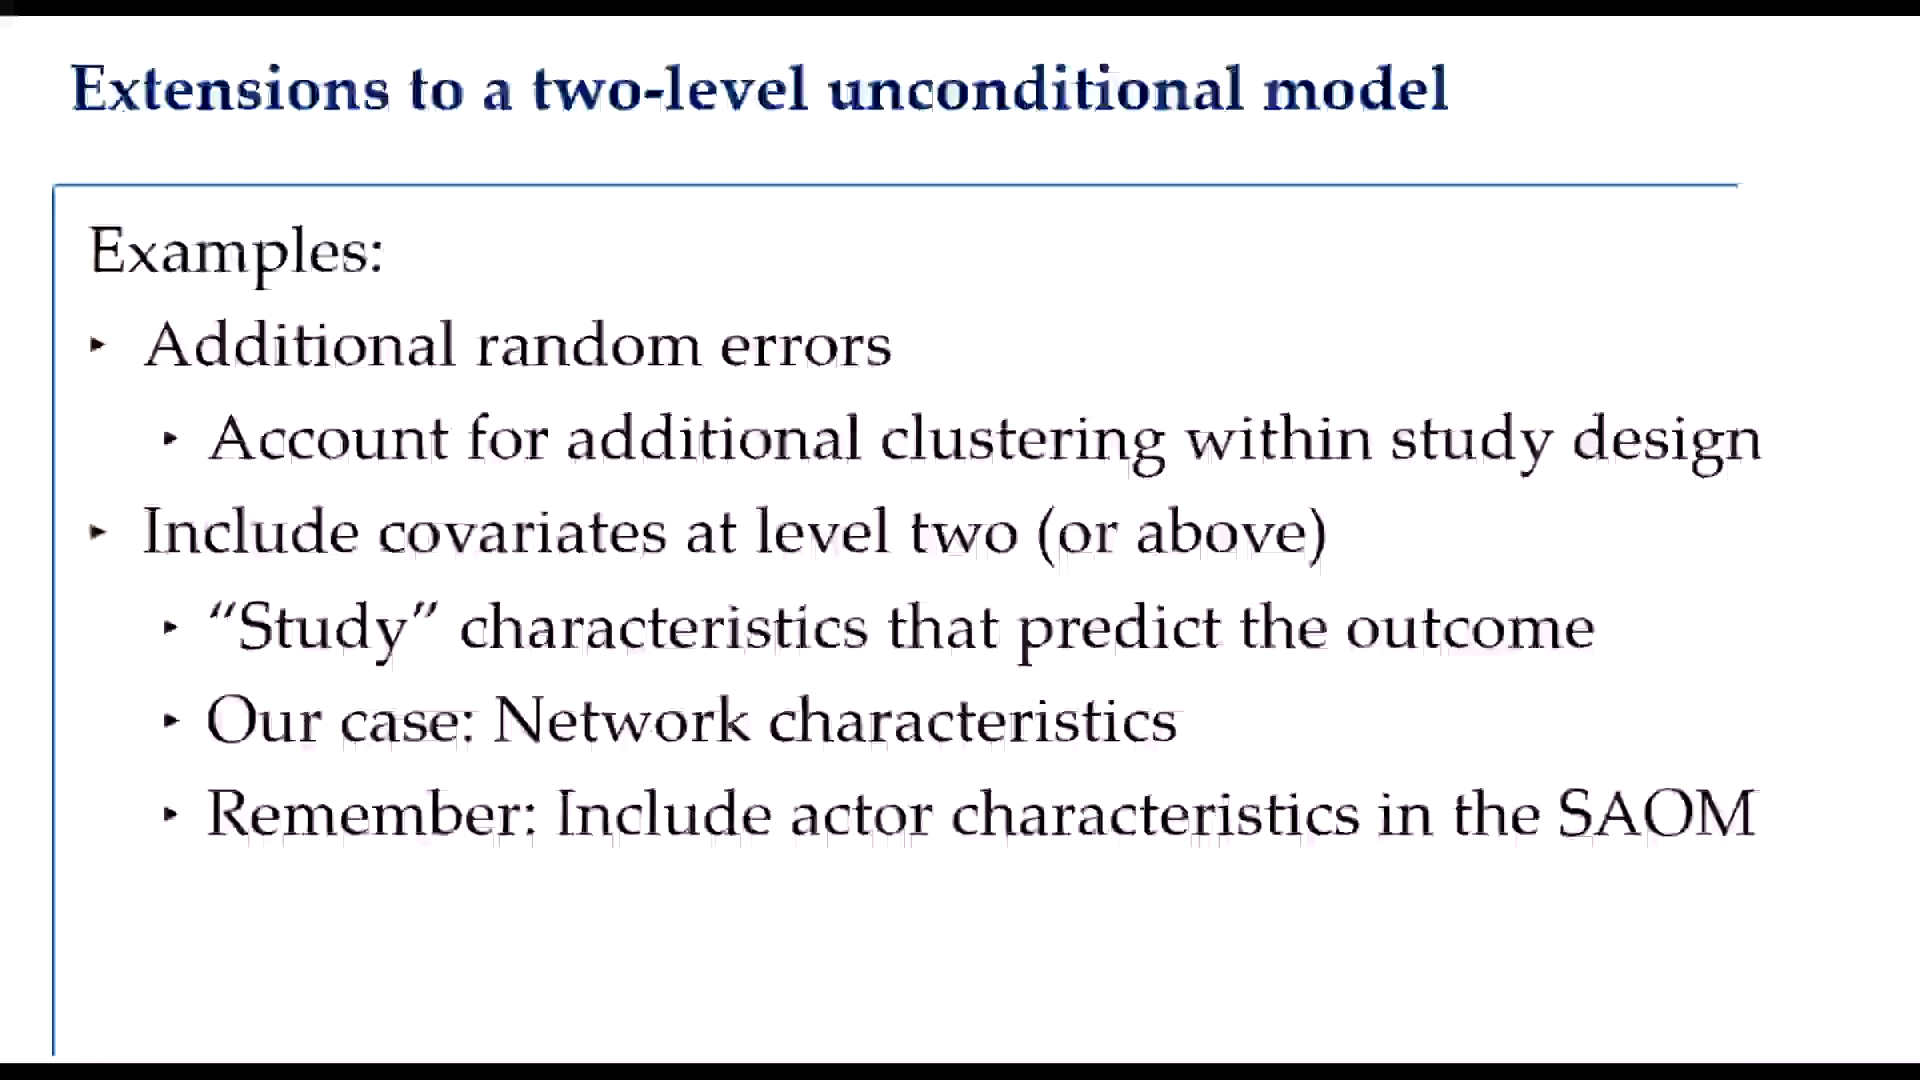 Extensions to a two-level unconditional model
Examples:
‣ Additional random errors
‣ Account for additional clustering within study design
‣ Include covariates at level two (or above)
‣ “Study” characteristics that predict the outcome
‣ Our case: Network characteristics
‣ Remember: Include actor characteristics in the SAOM